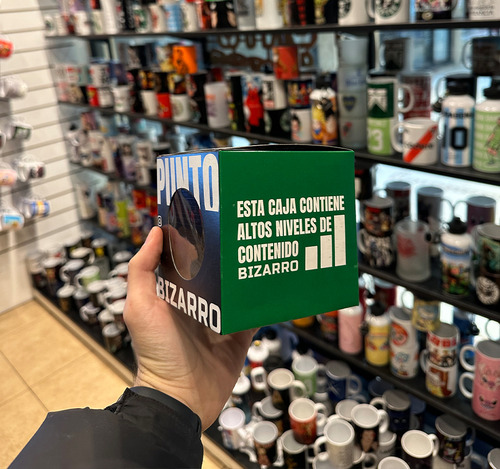 PUNTO
BIZARRO
ESTA CAJA CONTIENE
ALTOS NIVELES DE
CONTENIDO
BIZARRO